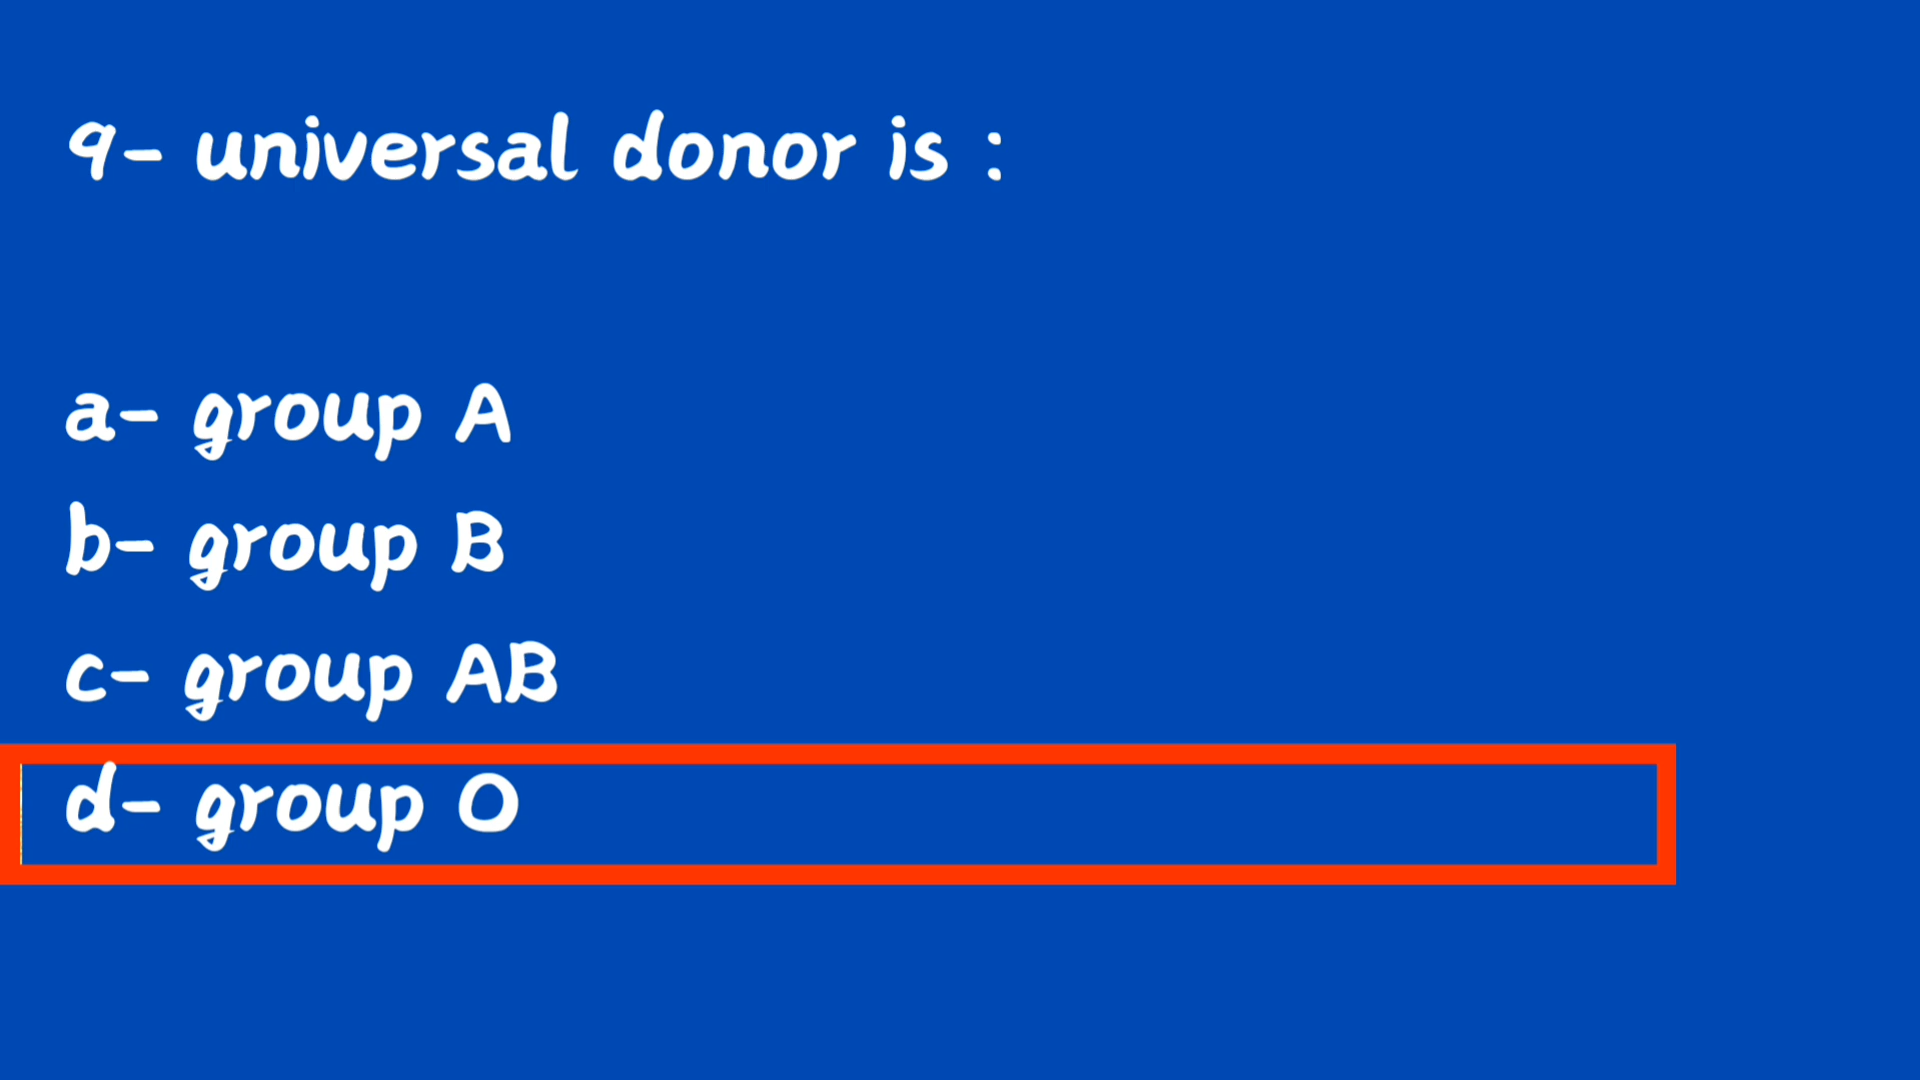 9- universal donor is :
a- group A
b- group B
c- group AB
d- group O